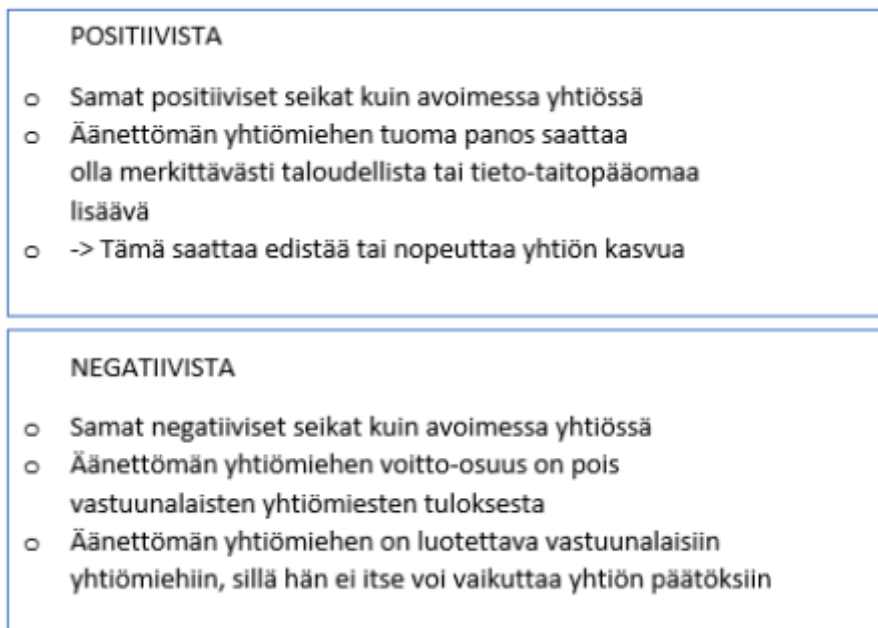 POSITIIVISTA
o Samat positiiviset seikat kuin avoimessa yhtiössä
o Äänettömän yhtiömiehen tuoma panos saattaa
olla merkittävästi taloudellista tai tieto-taitopääomaa
lisäävä
o -> Tämä saattaa edistää tai nopeuttaa yhtiön kasvua
NEGATIIVISTA
o Samat negatiiviset seikat kuin avoimessa yhtiössä
o Äänettömän yhtiömiehen voitto-osuus on pois
vastuunalaisten yhtiömiesten tuloksesta
o Äänettömän yhtiömiehen on luotettava vastuunalaisiin
yhtiömiehiin, sillä hän ei itse voi vaikuttaa yhtiön päätöksiin